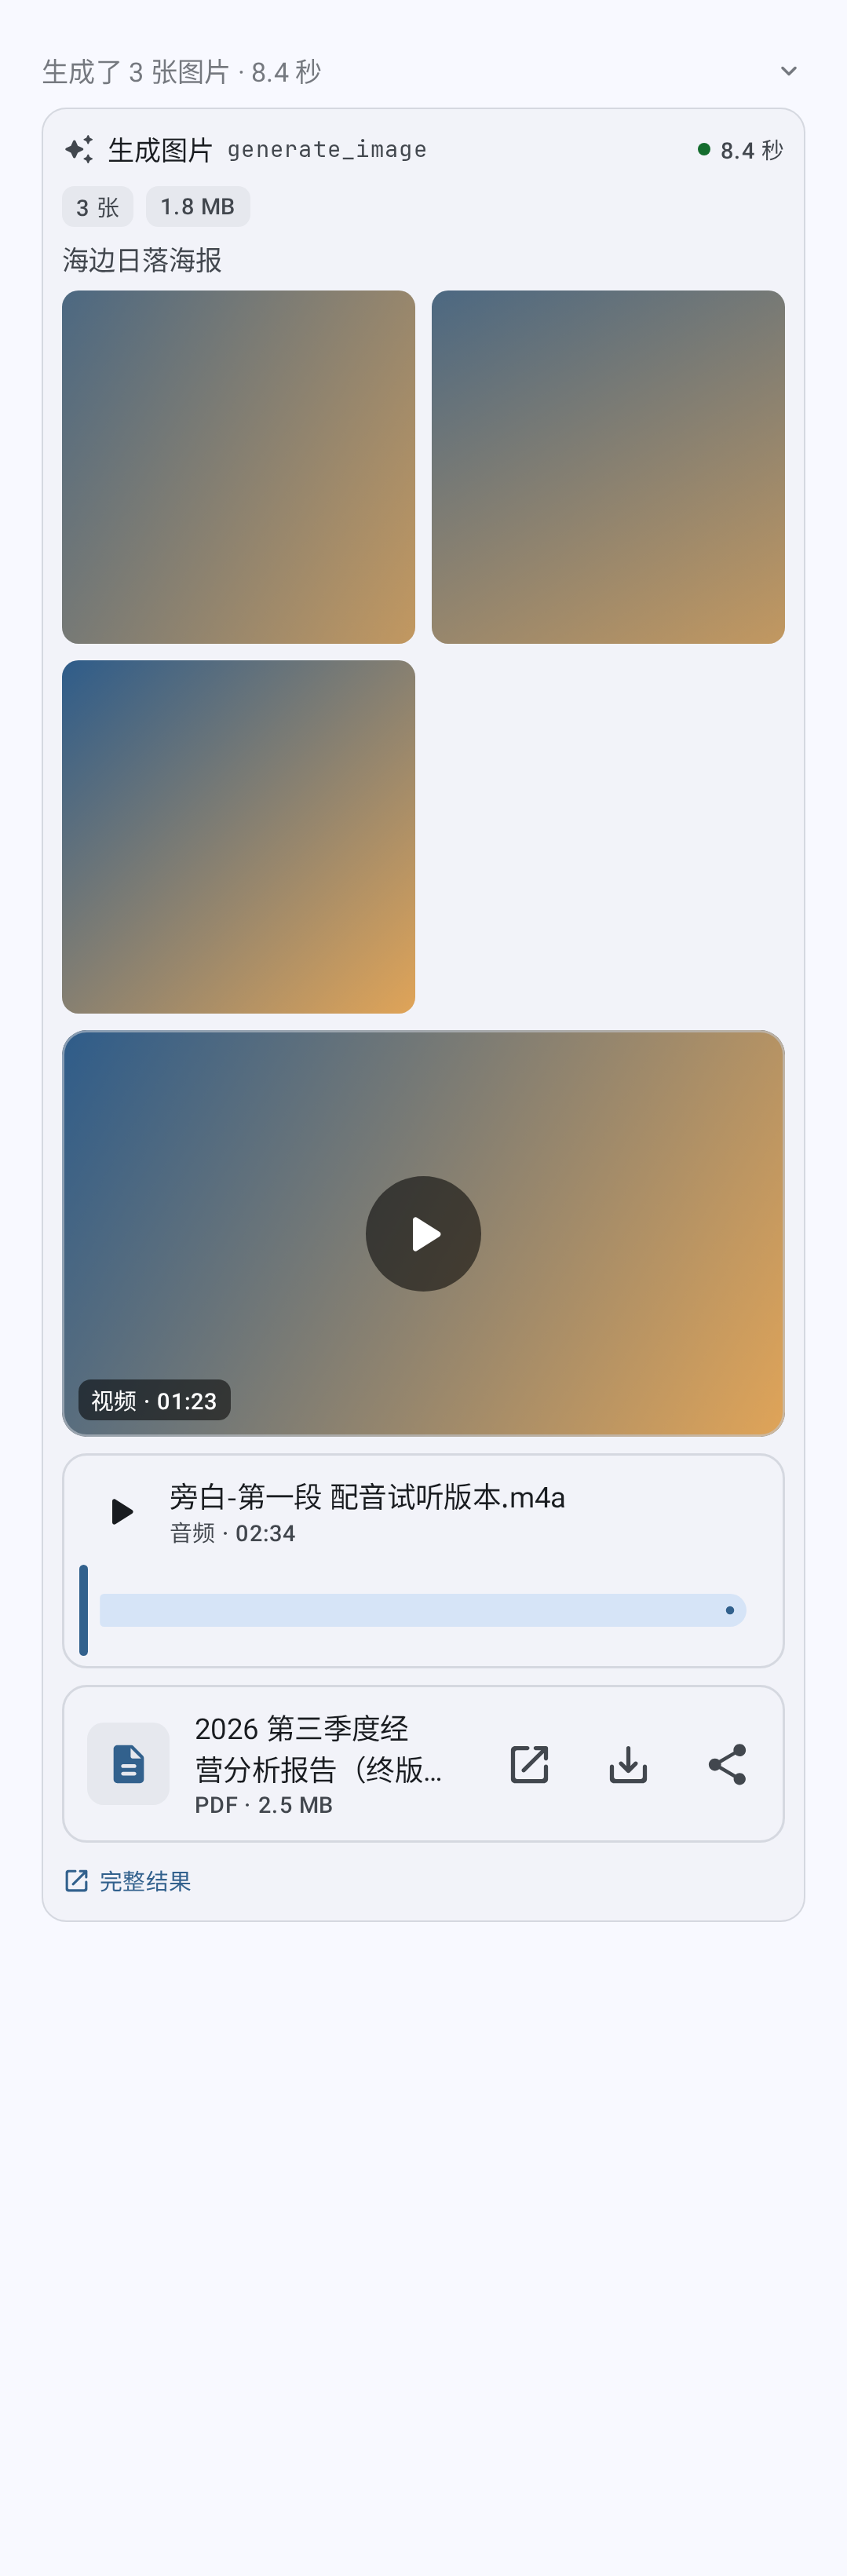 生成了 3 张图片 · 8.4 秒
生成图片 generate_image 8.4 秒
3 张 1.8 MB
海边日落海报
视频 · 01:23
旁白-第一段 配音试听版本.m4a
音频 · 02:34
2026 第三季度经
营分析报告（终版…
PDF · 2.5 MB
完整结果